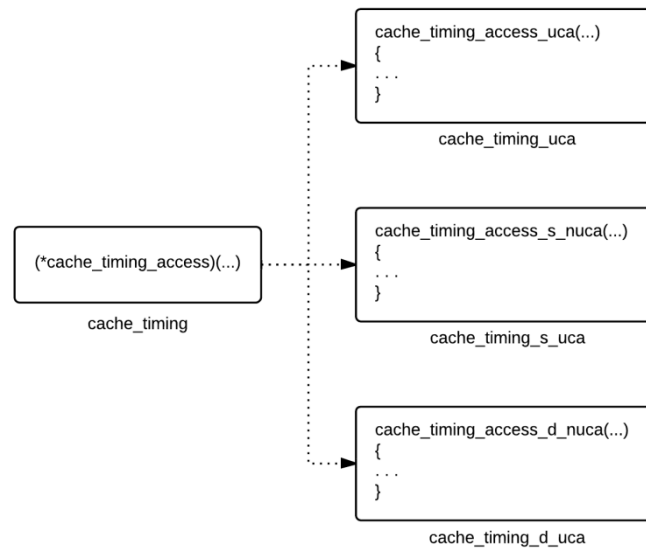 cache_timing_access_uca(...)
{
. . .
}
cache_timing_uca
(*cache_timing_access)(...)
cache_timing
cache_timing_access_s_nuca(...)
{
. . .
}
cache_timing_s_uca
cache_timing_access_d_nuca(...)
{
. . .
}
cache_timing_d_uca